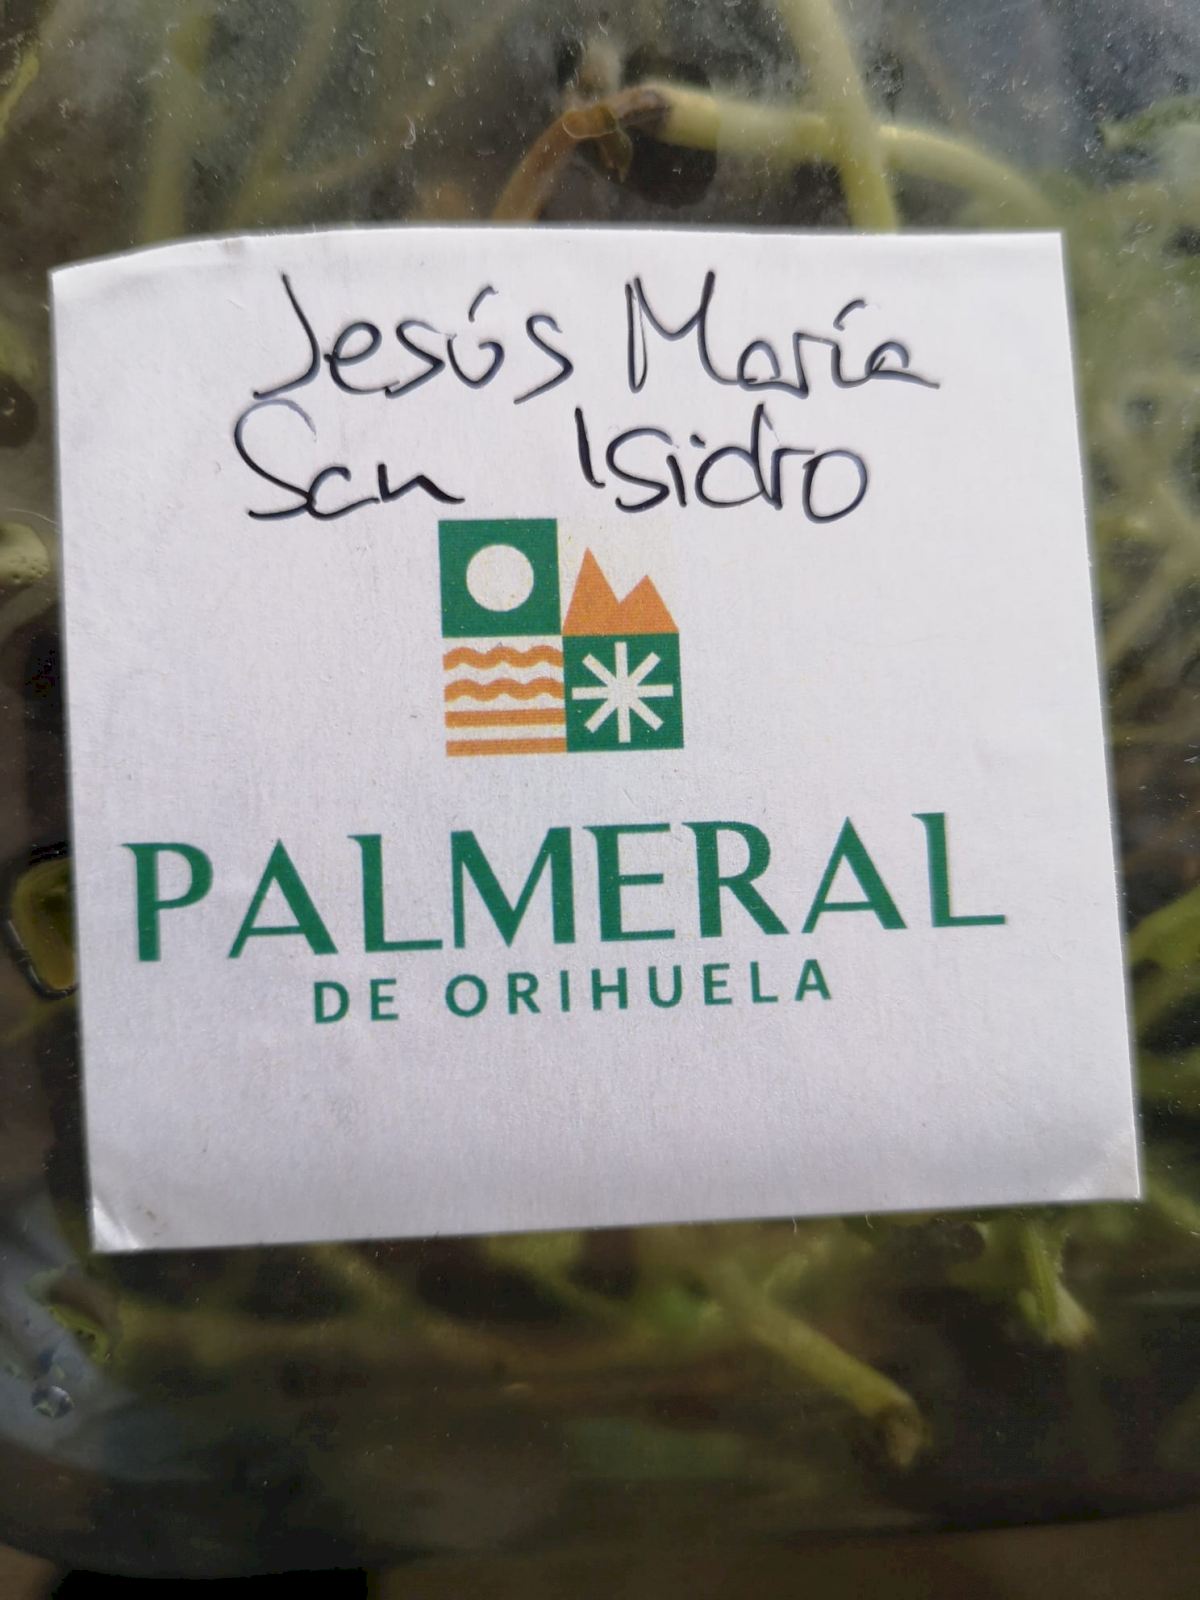 Jesús María
San Isidro
PALMERAL
DE ORIHUELA